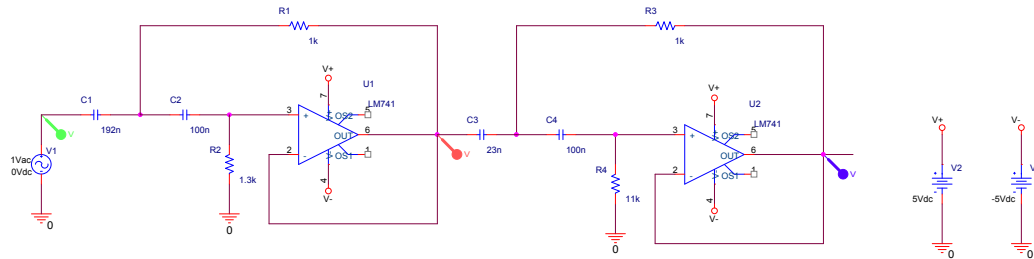 R1
1k
R3
1k
V+
U1
LM741
7
5
OS2
C1
192n
C2
100n
3
+
OUT
6
2
-
1
OS1
4
V-
R2
1.3k
0
V
V1
1Vac
0Vdc
0
V
C3
23n
C4
100n
V+
U2
LM741
7
5
OS2
3
+
OUT
6
2
-
1
OS1
4
V-
R4
11k
0
V
V+
V2
5Vdc
0
V-
V
-5Vdc
0